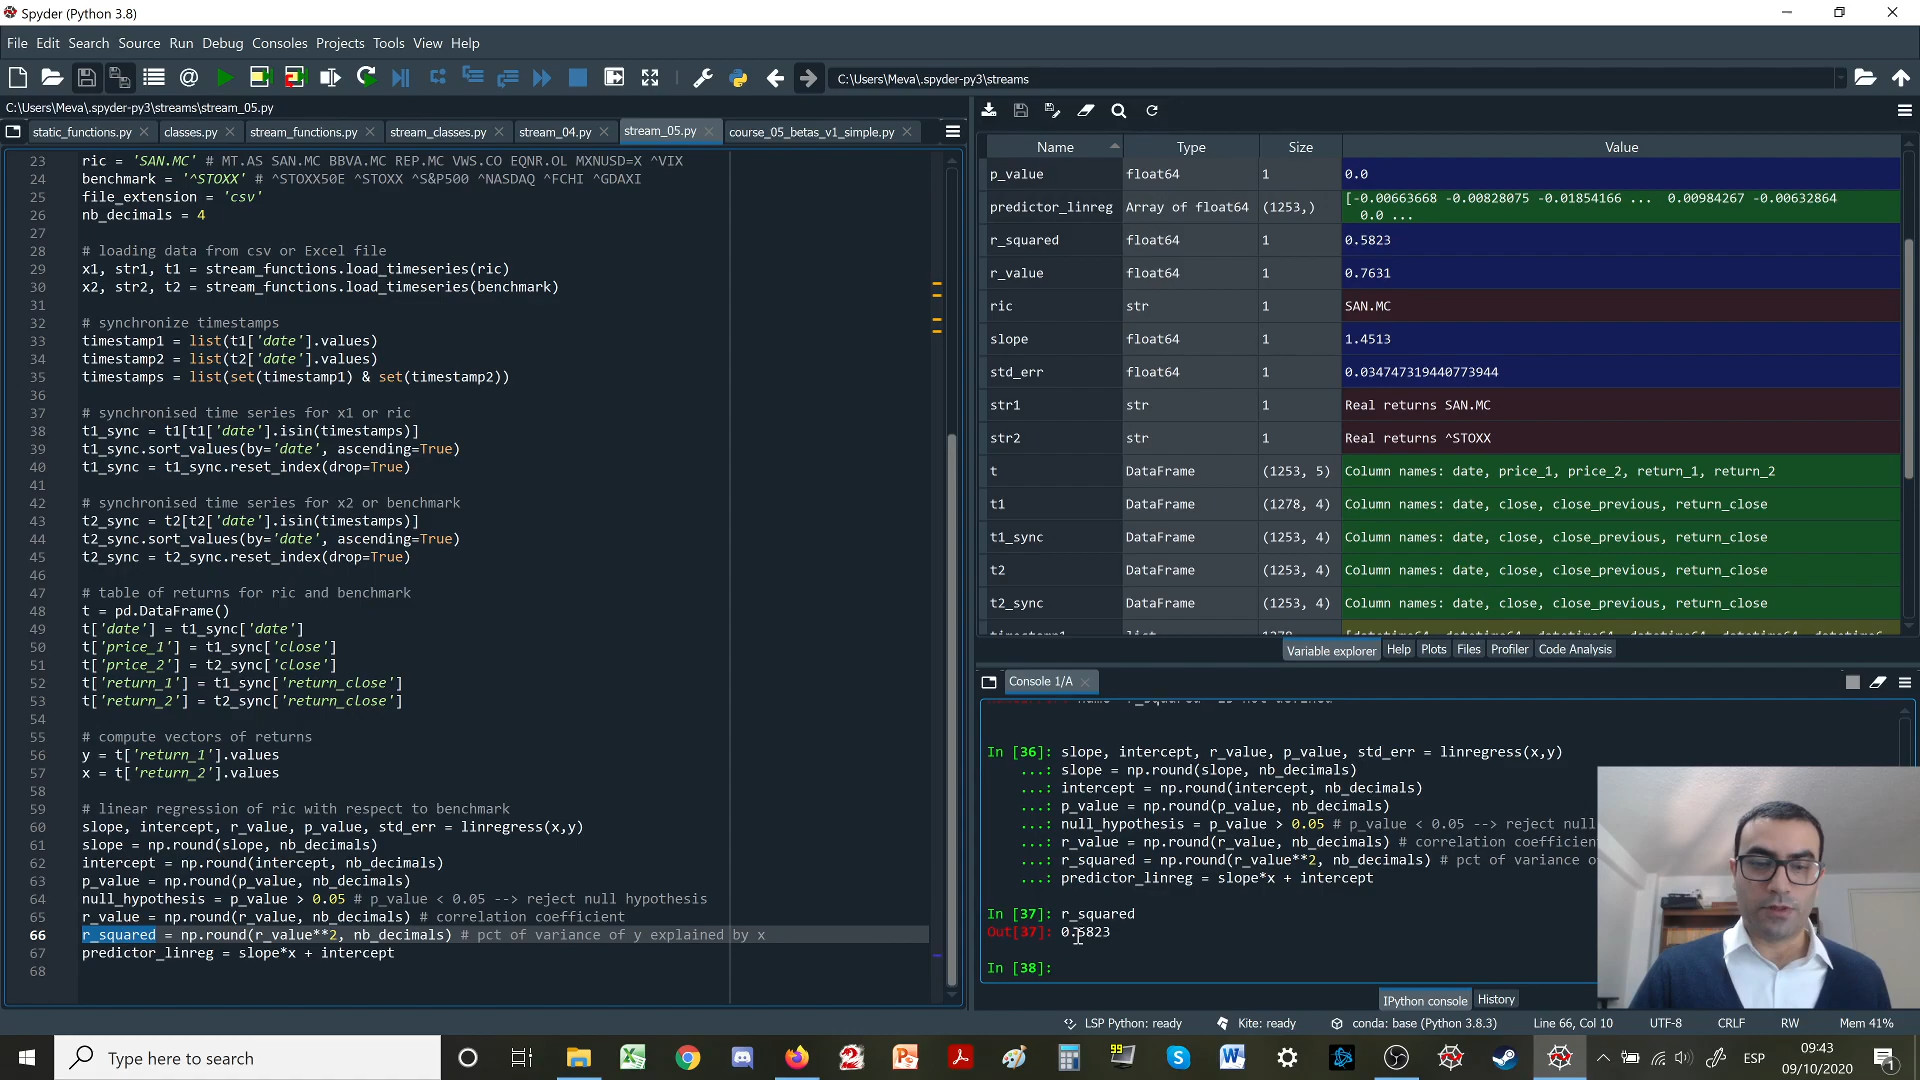 Spyder (Python 3.8)
File Edit Search Source Run Debug Consoles Projects Tools View Help
C:\Users\Meva\.spyder-py3\streams
C:\Users\Meva\.spyder-py3\streams\stream_05.py
static_functions.py classes.py stream_functions.py stream_classes.py stream_04.py stream_05.py course_05_betas_v1_simple.py
23 ric = 'SAN.MC' # MT.AS SAN.MC BBVA.MC REP.MC VWS.CO EQNR.OL MXNUSD=X ^VIX
24 benchmark = '^STOXX' # ^STOXX50E ^STOXX ^S&P500 ^NASDAQ ^FCHI ^GDAXI
25 file_extension = 'csv'
26 nb_decimals = 4
27
28 # loading data from csv or Excel file
29 x1, str1, t1 = stream_functions.load_timeseries(ric)
30 x2, str2, t2 = stream_functions.load_timeseries(benchmark)
31
32 # synchronize timestamps
33 timestamp1 = list(t1['date'].values)
34 timestamp2 = list(t2['date'].values)
35 timestamps = list(set(timestamp1) & set(timestamp2))
36
37 # synchronised time series for x1 or ric
38 t1_sync = t1[t1['date'].isin(timestamps)]
39 t1_sync.sort_values(by='date', ascending=True)
40 t1_sync = t1_sync.reset_index(drop=True)
41
42 # synchronised time series for x2 or benchmark
43 t2_sync = t2[t2['date'].isin(timestamps)]
44 t2_sync.sort_values(by='date', ascending=True)
45 t2_sync = t2_sync.reset_index(drop=True)
46
47 # table of returns for ric and benchmark
48 t = pd.DataFrame()
49 t['date'] = t1_sync['date']
50 t['price_1'] = t1_sync['close']
51 t['price_2'] = t2_sync['close']
52 t['return_1'] = t1_sync['return_close']
53 t['return_2'] = t2_sync['return_close']
54
55 # compute vectors of returns
56 y = t['return_1'].values
57 x = t['return_2'].values
58
59 # linear regression of ric with respect to benchmark
60 slope, intercept, r_value, p_value, std_err = linregress(x,y)
61 slope = np.round(slope, nb_decimals)
62 intercept = np.round(intercept, nb_decimals)
63 p_value = np.round(p_value, nb_decimals)
64 null_hypothesis = p_value > 0.05 # p_value < 0.05 --> reject null hypothesis
65 r_value = np.round(r_value, nb_decimals) # correlation coefficient
66 r_squared = np.round(r_value**2, nb_decimals) # pct of variance of y explained by x
67 predictor_linreg = slope*x + intercept
68
Name Type Size Value
p_value float64 1 0.0
predictor_linreg Array of float64 (1253,) [-0.00663668 -0.00828075 -0.01854166 ... 0.00984267 -0.00632864
0.0 ...
r_squared float64 1 0.5823
r_value float64 1 0.7631
ric str 1 SAN.MC
slope float64 1 1.4513
std_err float64 1 0.034747319440773944
str1 str 1 Real returns SAN.MC
str2 str 1 Real returns ^STOXX
t DataFrame (1253, 5) Column names: date, price_1, price_2, return_1, return_2
t1 DataFrame (1278, 4) Column names: date, close, close_previous, return_close
t1_sync DataFrame (1253, 4) Column names: date, close, close_previous, return_close
t2 DataFrame (1253, 4) Column names: date, close, close_previous, return_close
t2_sync DataFrame (1253, 4) Column names: date, close, close_previous, return_close
Variable explorer Help Plots Files Profiler Code Analysis
Console 1/A
In [36]: slope, intercept, r_value, p_value, std_err = linregress(x,y)
...: slope = np.round(slope, nb_decimals)
...: intercept = np.round(intercept, nb_decimals)
...: p_value = np.round(p_value, nb_decimals)
...: null_hypothesis = p_value > 0.05 # p_value < 0.05 --> reject null
...: r_value = np.round(r_value, nb_decimals) # correlation coefficien
...: r_squared = np.round(r_value**2, nb_decimals) # pct of variance o
...: predictor_linreg = slope*x + intercept
In [37]: r_squared
Out[37]: 0.5823
In [38]:
IPython console History
LSP Python: ready Kite: ready conda: base (Python 3.8.3) Line 66, Col 10 UTF-8 CRLF RW Mem 41%
Type here to search
99
ESP
09:43
09/10/2020
1